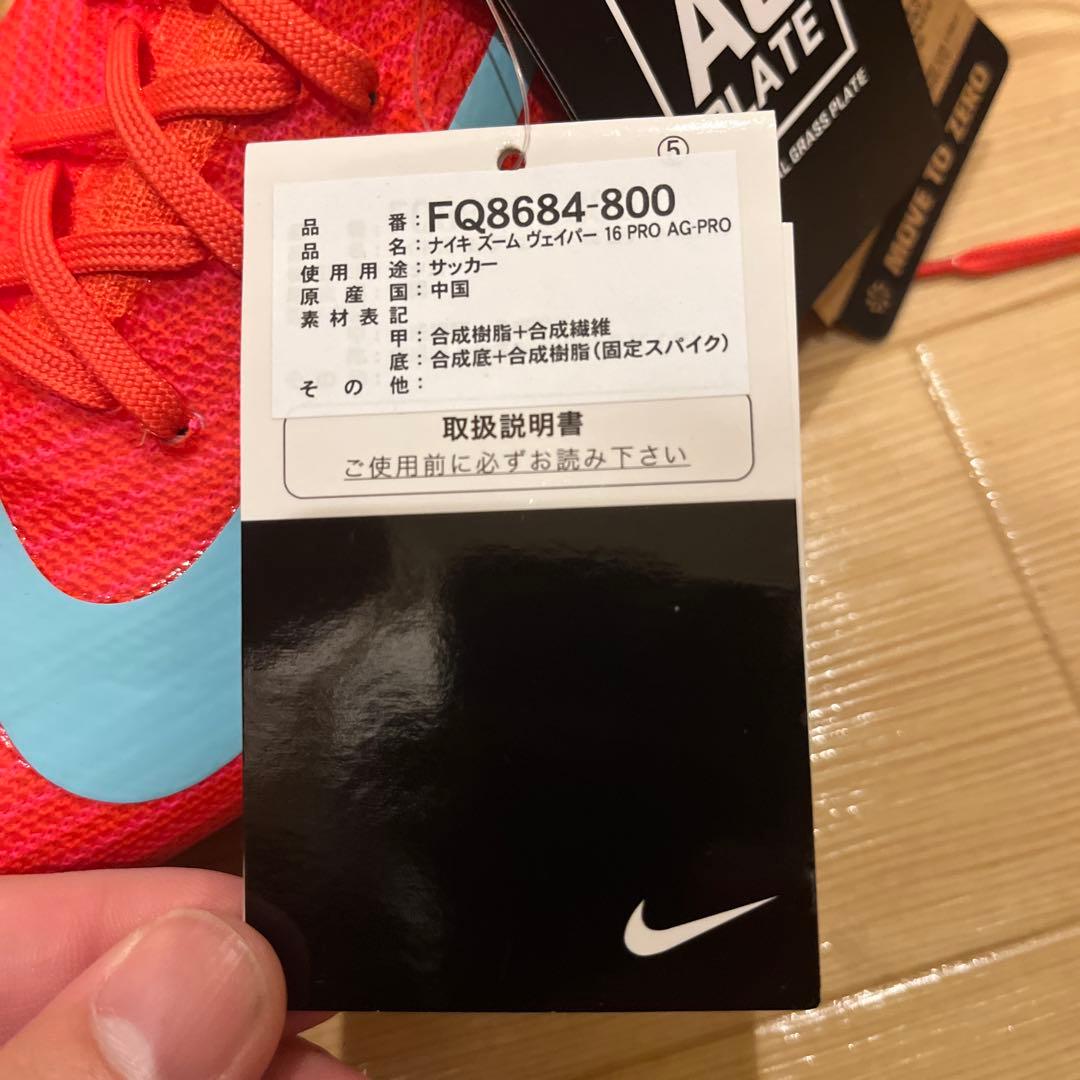 PLATE
AL GRASS PLATE
MOVE TO ZERO
⑤
品番：FQ8684-800
品名：ナイキ ズーム ヴェイパー 16 PRO AG-PRO
使用用途：サッカー
原産国：中国
素材表記
甲：合成樹脂＋合成繊維
底：合成底＋合成樹脂（固定スパイク）
その他：
取扱説明書
ご使用前に必ずお読み下さい